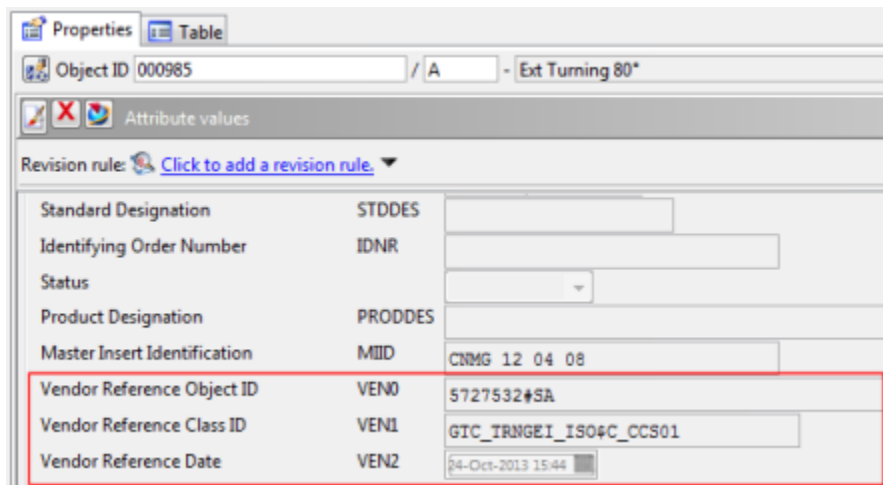 Properties Table
Object ID 000985 / A - Ext Turning 80°
Attribute values
Revision rule: Click to add a revision rule.
Standard Designation STDDES
Identifying Order Number IDNR
Status
Product Designation PRODDES
Master Insert Identification MIID CNMG 12 04 08
Vendor Reference Object ID VEN0 5727532#SA
Vendor Reference Class ID VEN1 GTC_TRNGEI_ISO$C_CCS01
Vendor Reference Date VEN2 24-Oct-2013 15:44